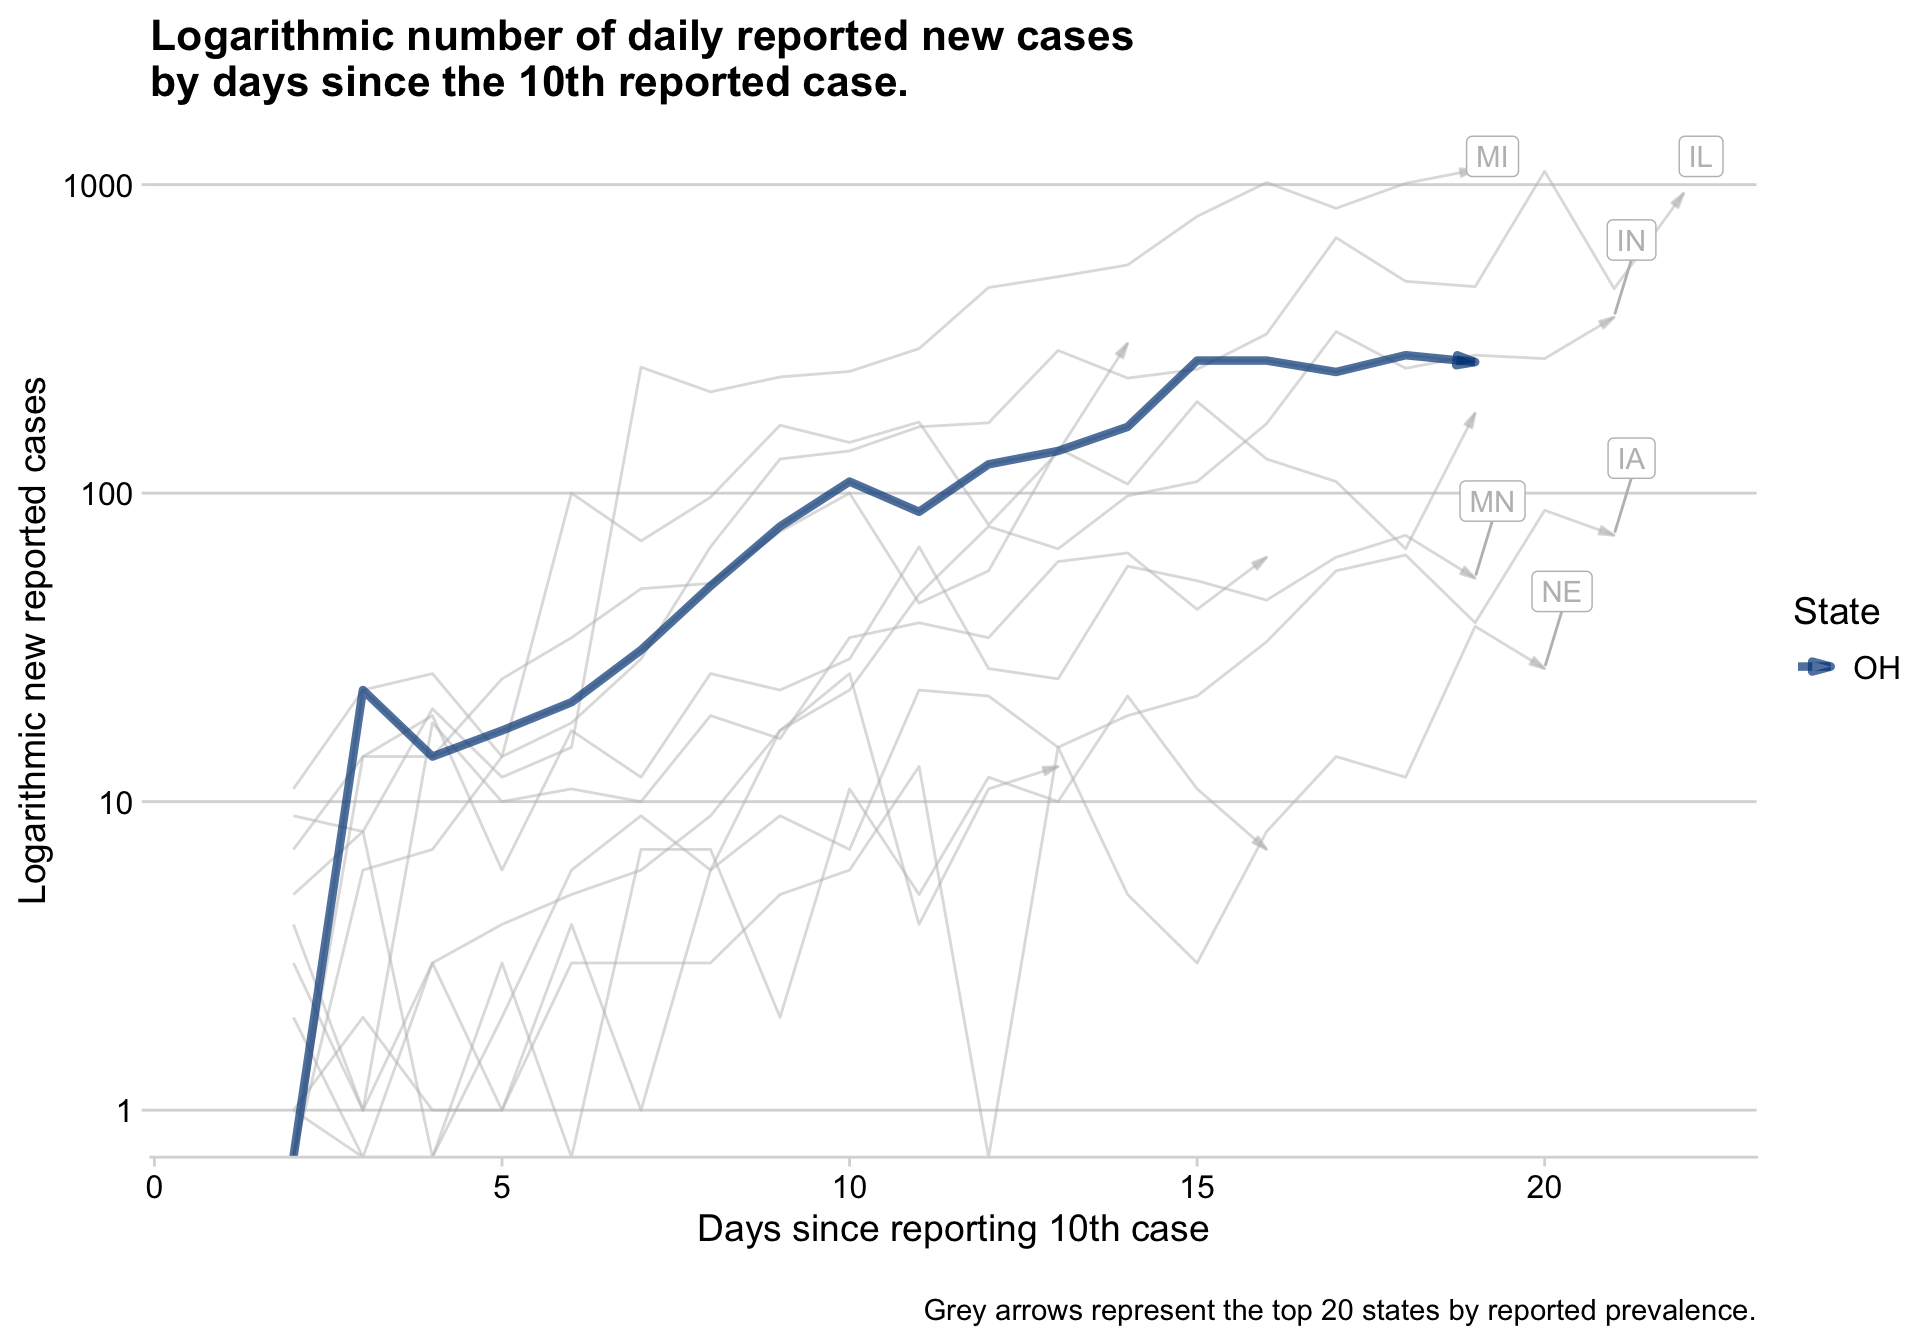 Logarithmic number of daily reported new cases
by days since the 10th reported case.
MI
IL
1000
IN
Logarithmic new reported cases
IA
100
MN
NE
State
OH
10
1
0
5
10
15
20
Days since reporting 10th case
Grey arrows represent the top 20 states by reported prevalence.